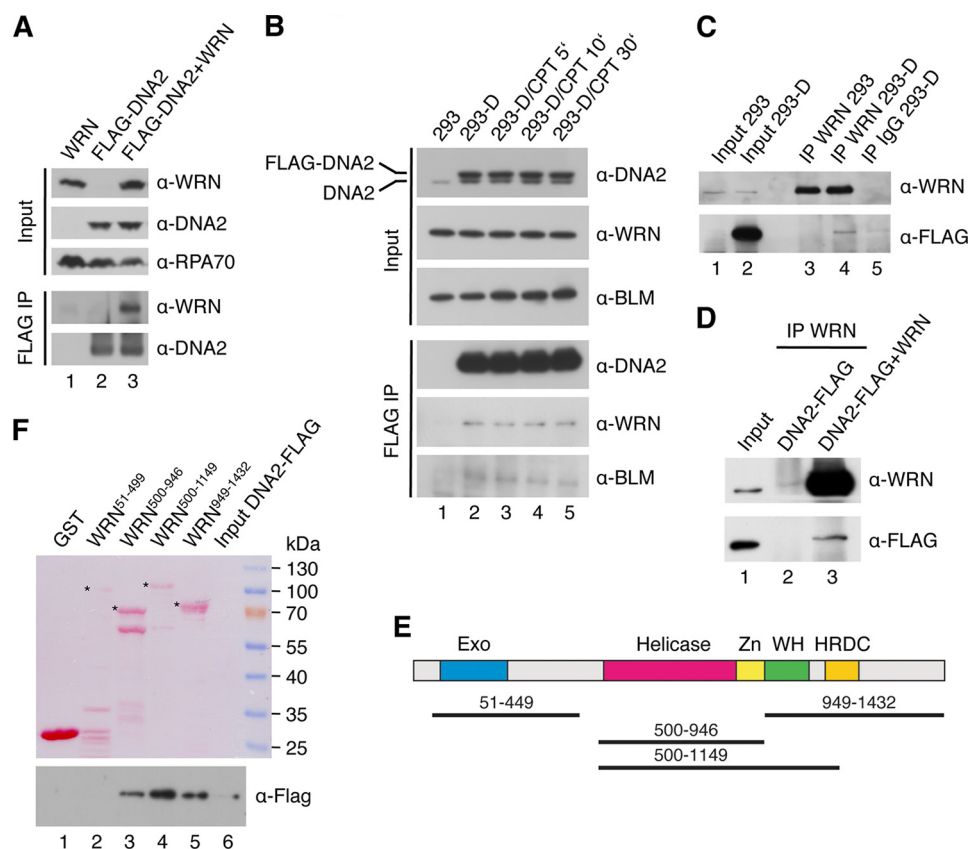 A
WRN
FLAG-DNA2
FLAG-DNA2+WRN
Input
α-WRN
α-DNA2
α-RPA70
FLAG IP
α-WRN
α-DNA2
1 2 3
B
293
293-D
293-D/CPT 5‘
293-D/CPT 10‘
293-D/CPT 30‘
FLAG-DNA2
DNA2
Input
α-DNA2
α-WRN
α-BLM
FLAG IP
α-DNA2
α-WRN
α-BLM
1 2 3 4 5
C
Input 293
Input 293-D
IP WRN 293
IP WRN 293-D
IP IgG 293-D
α-WRN
α-FLAG
1 2 3 4 5
D
IP WRN
Input
DNA2-FLAG
DNA2-FLAG+WRN
α-WRN
α-FLAG
1 2 3
E
Exo Helicase Zn WH HRDC
51-449 949-1432
500-946
500-1149
F
GST
WRN51-499
WRN500-946
WRN500-1149
WRN949-1432
Input DNA2-FLAG
kDa
130
* * 100
* * 70
55
40
35
25
α-Flag
1 2 3 4 5 6